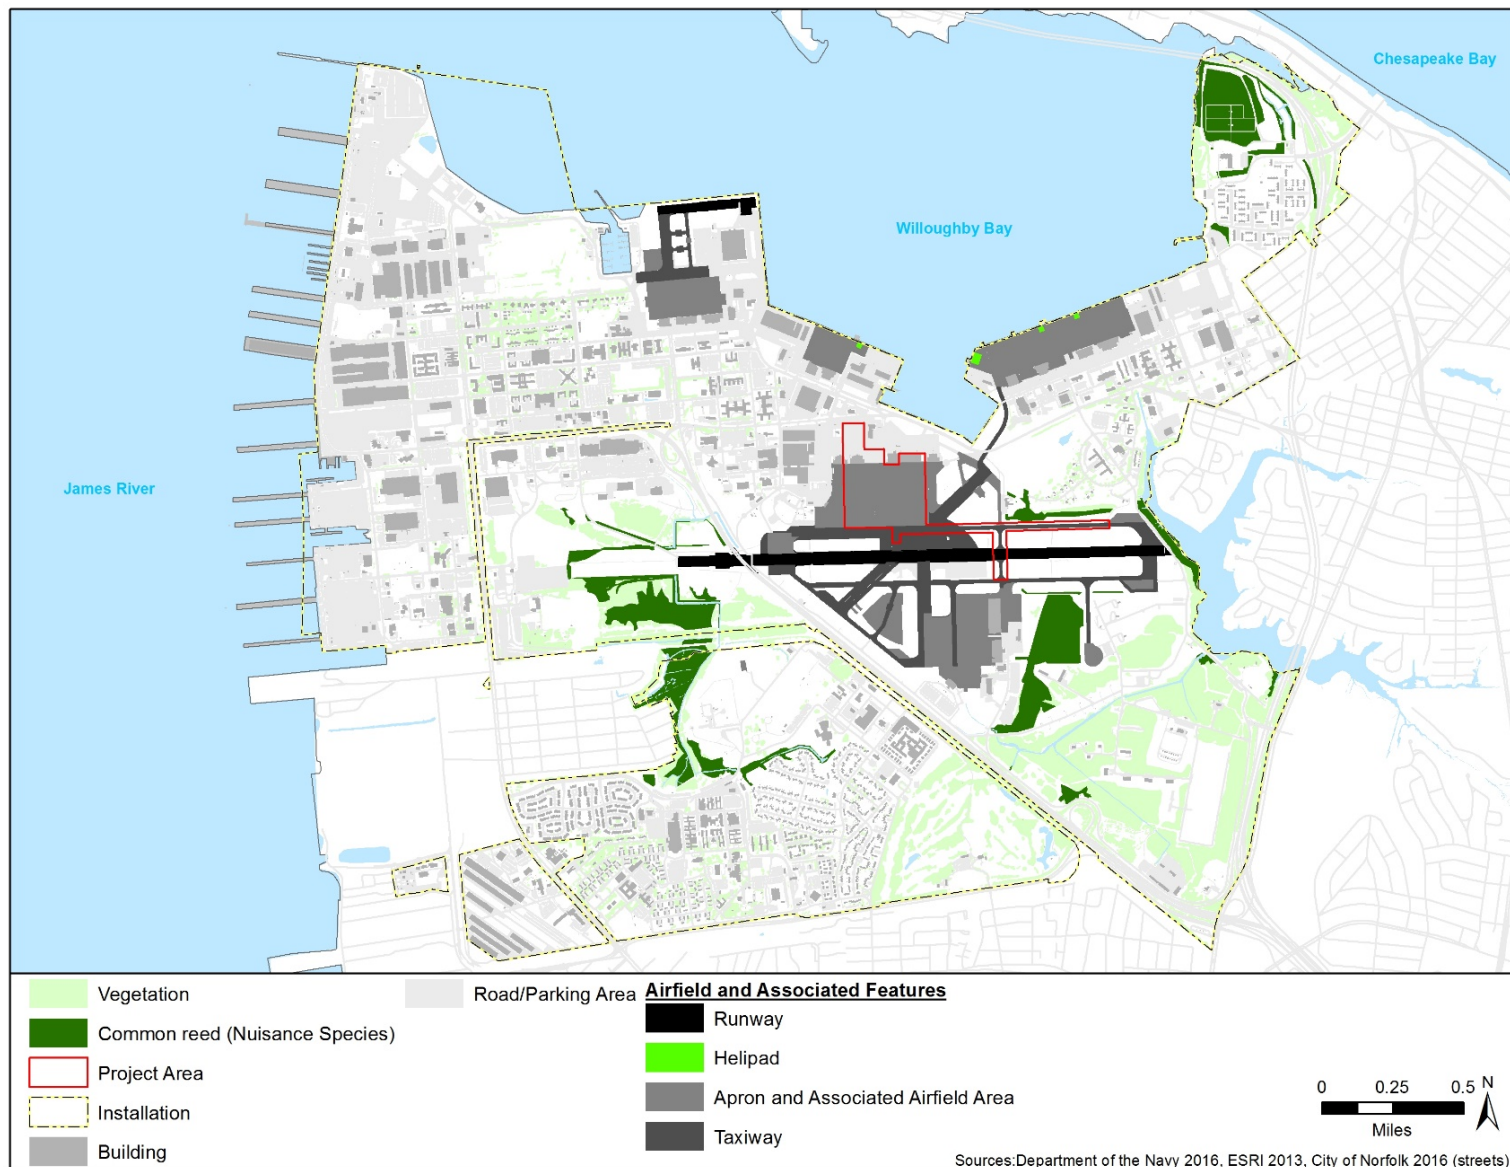 Chesapeake Bay
Willoughby Bay
James River
Vegetation
Common reed (Nuisance Species)
Project Area
Installation
Building
Road/Parking Area
Airfield and Associated Features
Runway
Helipad
Apron and Associated Airfield Area
Taxiway
0 0.25 0.5
Miles
N
Sources:Department of the Navy 2016, ESRI 2013, City of Norfolk 2016 (streets)